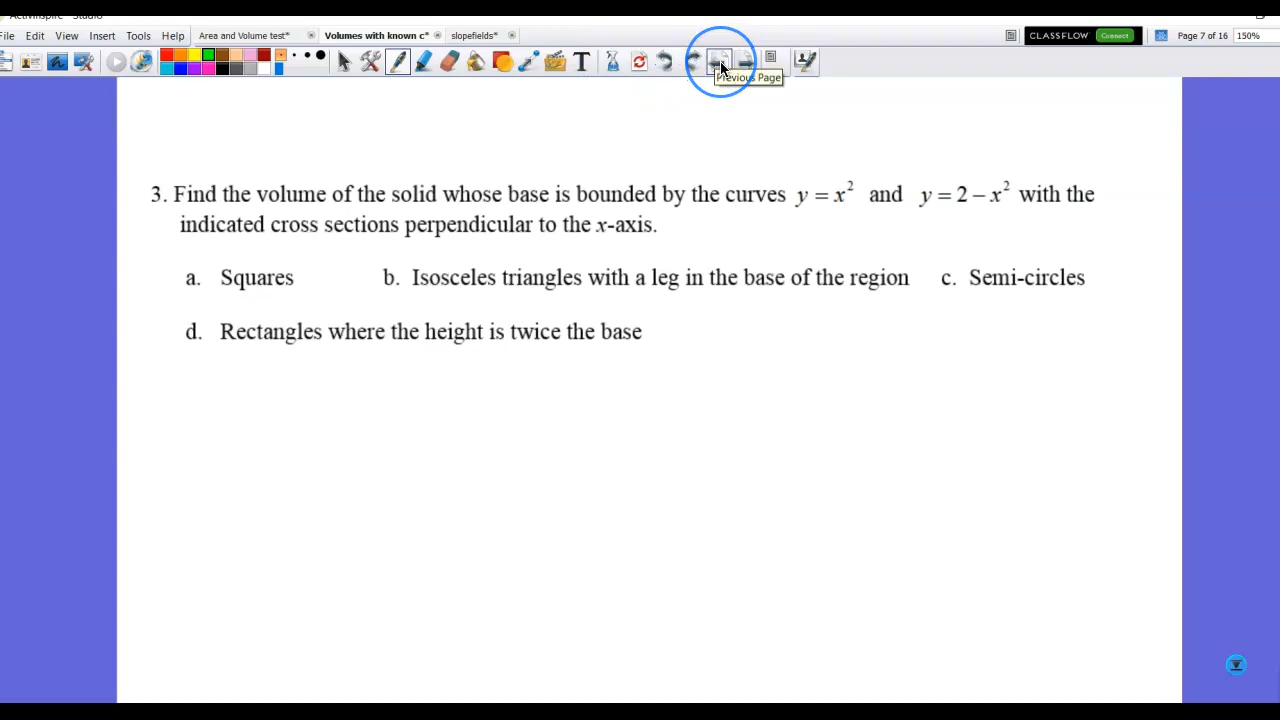 ActivInspire - Studio
File Edit View Insert Tools Help Area and Volume test* Volumes with known c* slopefields* CLASSFLOW Connect Page 7 of 16 150%
T
Previous Page
3. Find the volume of the solid whose base is bounded by the curves y = x² and y = 2 − x² with the
indicated cross sections perpendicular to the x-axis.
a. Squares b. Isosceles triangles with a leg in the base of the region c. Semi-circles
d. Rectangles where the height is twice the base